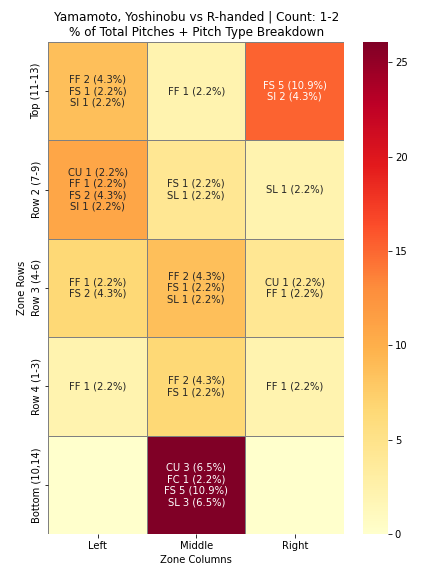 Yamamoto, Yoshinobu vs R-handed | Count: 1-2
% of Total Pitches + Pitch Type Breakdown
Zone Rows
Top (11-13)
FF 2 (4.3%)
FS 1 (2.2%)
SI 1 (2.2%)
FF 1 (2.2%)
FS 5 (10.9%)
SI 2 (4.3%)
Row 2 (7-9)
CU 1 (2.2%)
FF 1 (2.2%)
FS 2 (4.3%)
SI 1 (2.2%)
FS 1 (2.2%)
SL 1 (2.2%)
SL 1 (2.2%)
Row 3 (4-6)
FF 1 (2.2%)
FS 2 (4.3%)
FF 2 (4.3%)
FS 1 (2.2%)
SL 1 (2.2%)
CU 1 (2.2%)
FF 1 (2.2%)
Row 4 (1-3)
FF 1 (2.2%)
FF 2 (4.3%)
FS 1 (2.2%)
FF 1 (2.2%)
Bottom (10,14)
CU 3 (6.5%)
FC 1 (2.2%)
FS 5 (10.9%)
SL 3 (6.5%)
Left
Middle
Right
Zone Columns
25
20
15
10
5
0